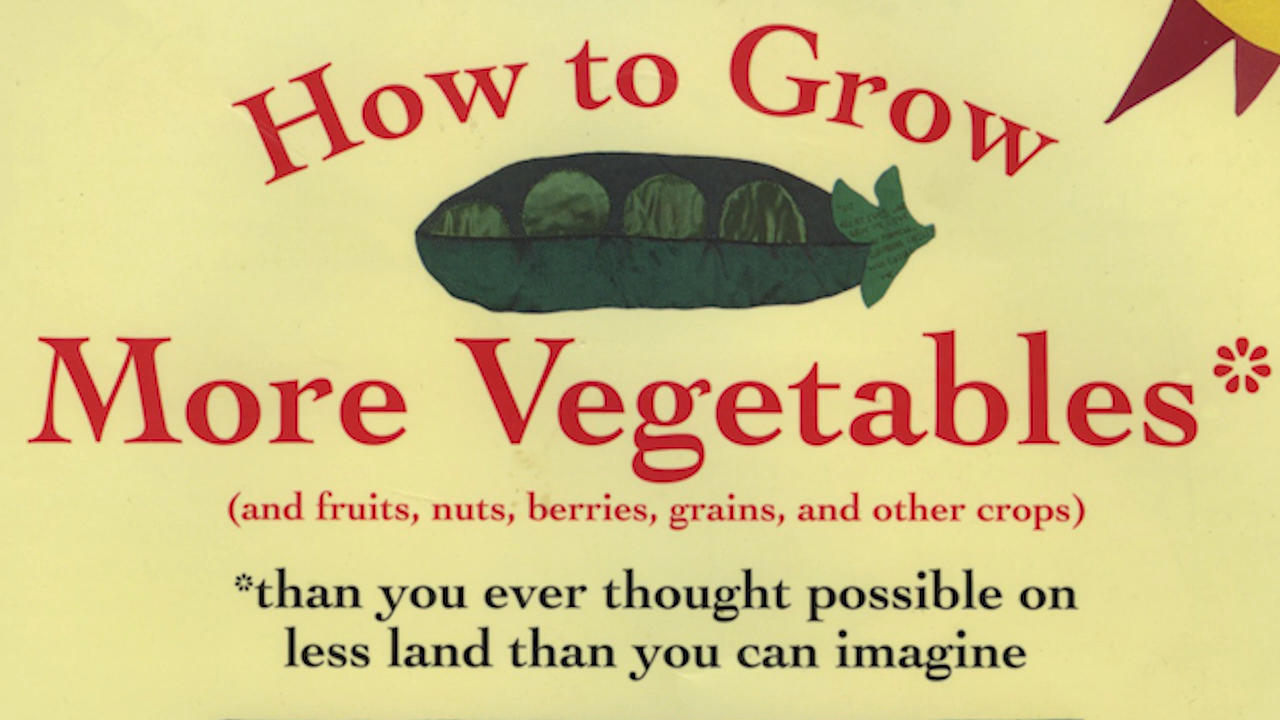 How to Grow
More Vegetables*
(and fruits, nuts, berries, grains, and other crops)
*than you ever thought possible on
less land than you can imagine